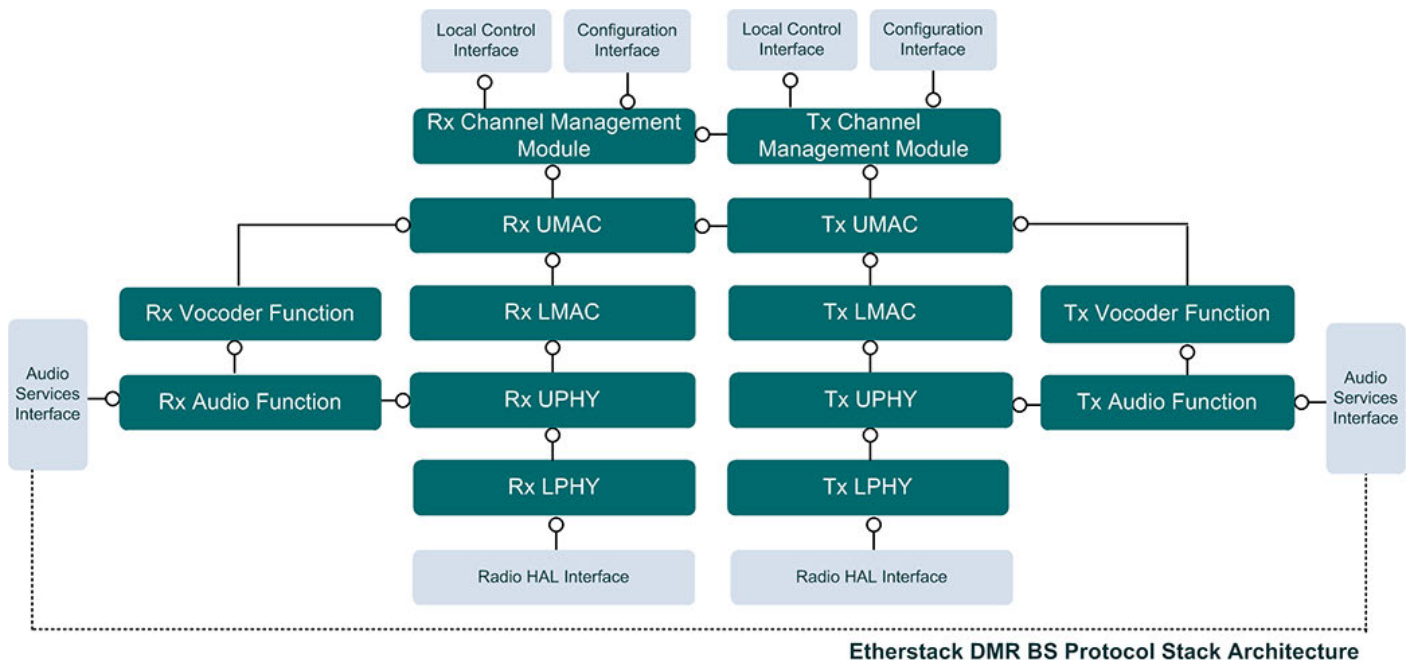 Local Control
Interface
Configuration
Interface
Local Control
Interface
Configuration
Interface
Rx Channel Management
Module
Tx Channel
Management Module
Rx UMAC
Tx UMAC
Rx Vocoder Function
Rx LMAC
Tx LMAC
Tx Vocoder Function
Audio
Services
Interface
Rx Audio Function
Rx UPHY
Tx UPHY
Tx Audio Function
Audio
Services
Interface
Rx LPHY
Tx LPHY
Radio HAL Interface
Radio HAL Interface
Etherstack DMR BS Protocol Stack Architecture